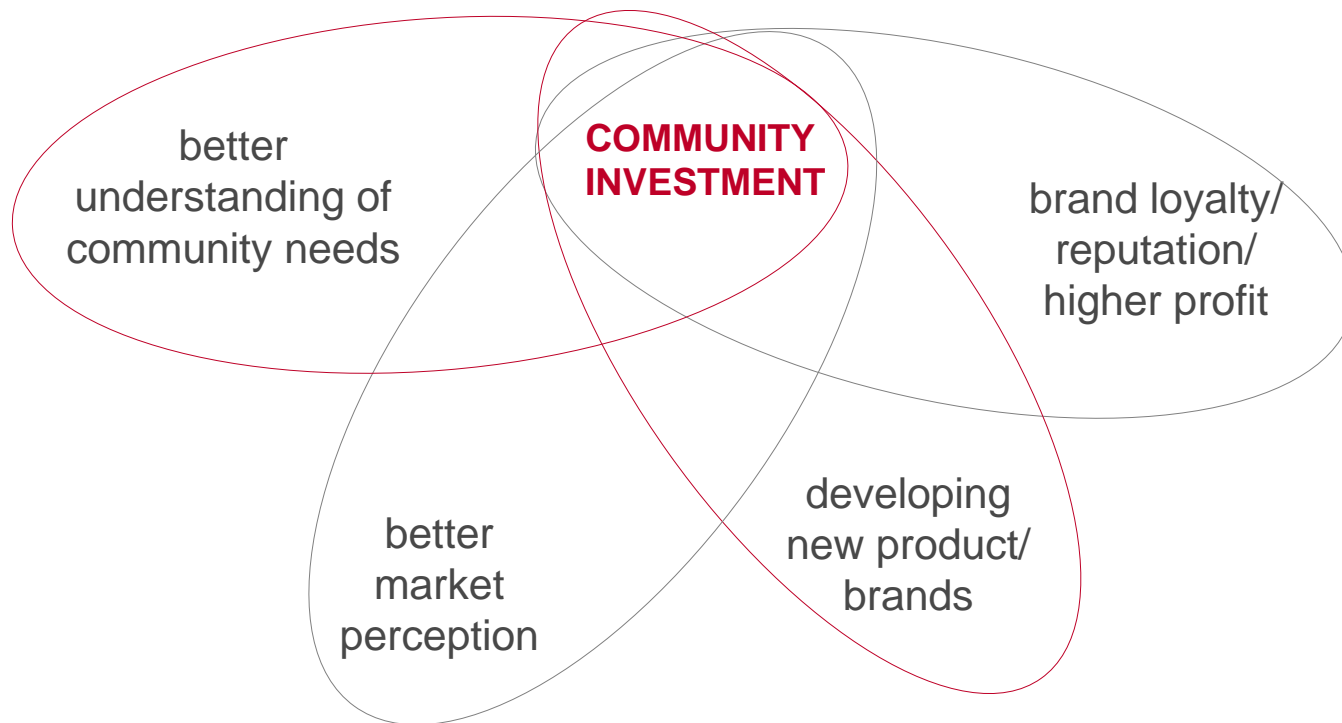 COMMUNITY
INVESTMENT
better
understanding of
community needs
brand loyalty/
reputation/
higher profit
better
market
perception
developing
new product/
brands